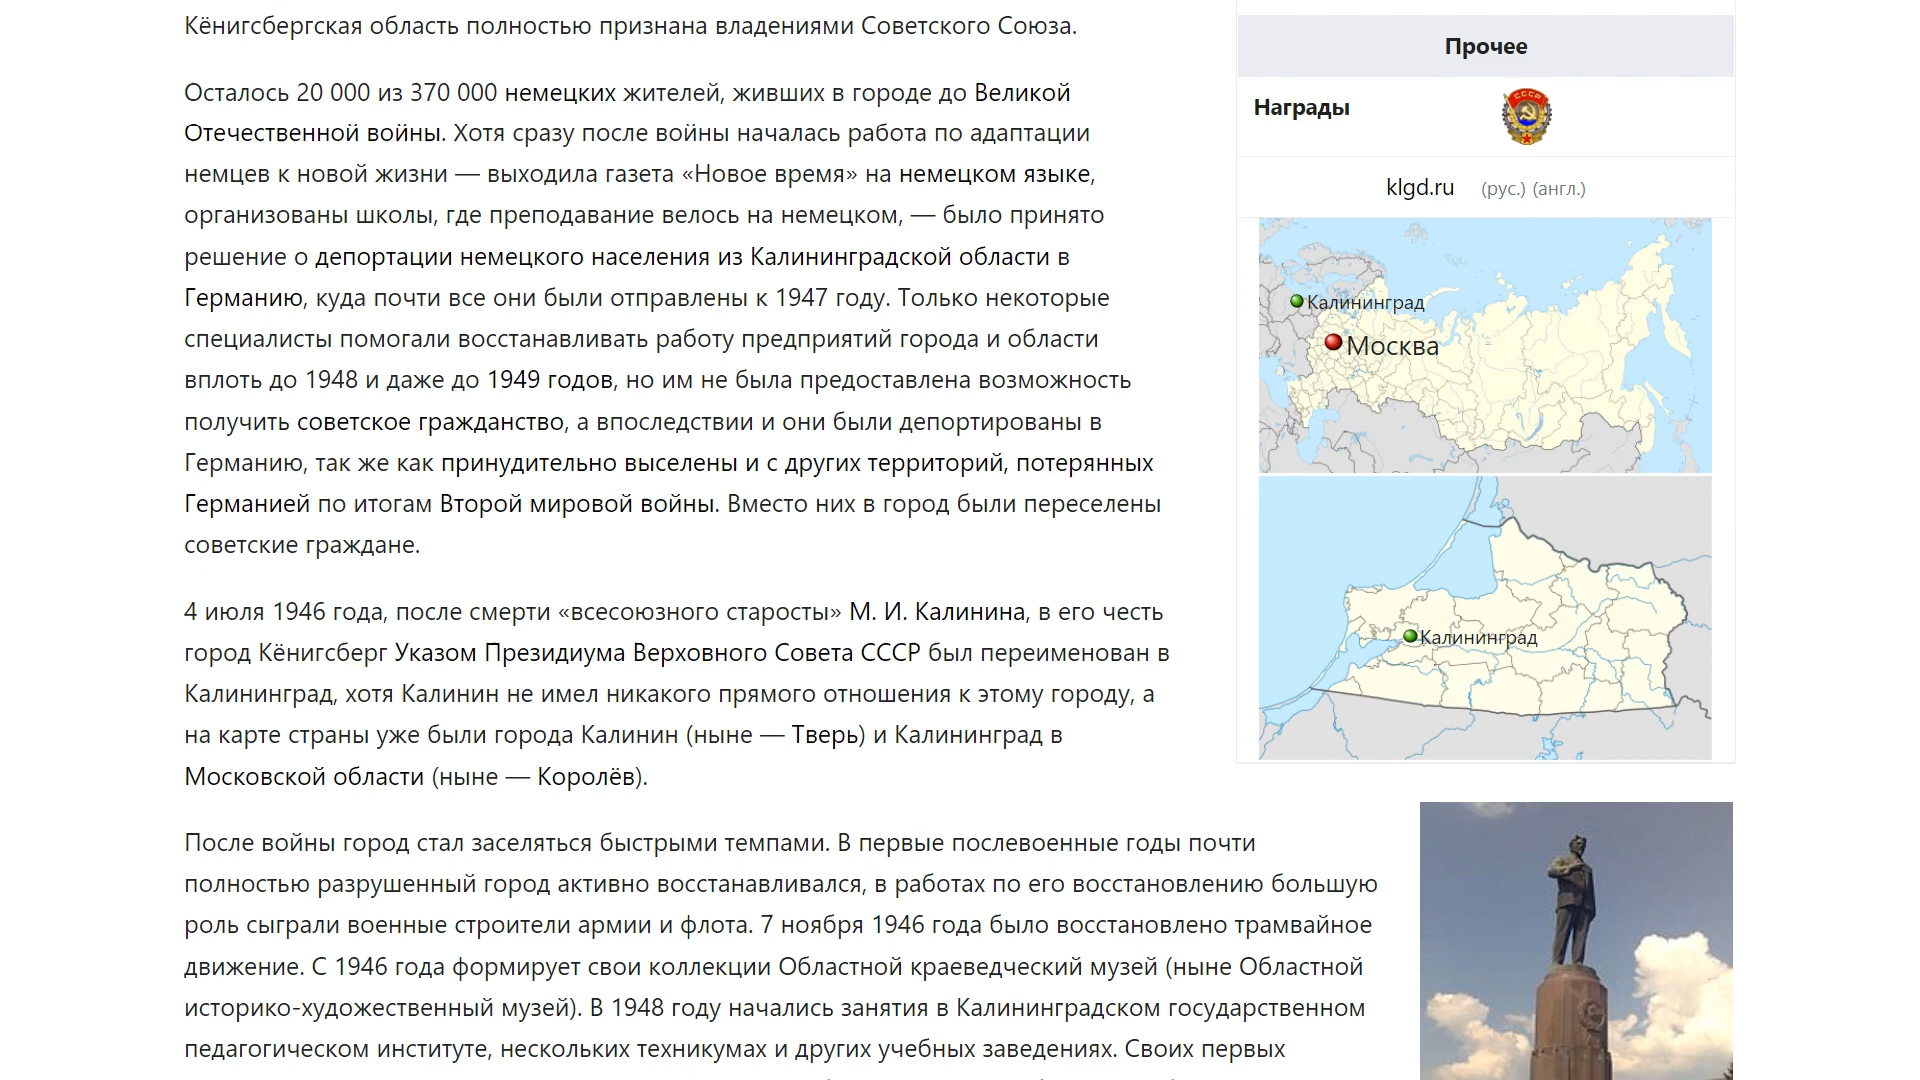 Кёнигсбергская область полностью признана владениями Советского Союза.
Осталось 20 000 из 370 000 немецких жителей, живших в городе до Великой
Отечественной войны. Хотя сразу после войны началась работа по адаптации
немцев к новой жизни — выходила газета «Новое время» на немецком языке,
организованы школы, где преподавание велось на немецком, — было принято
решение о депортации немецкого населения из Калининградской области в
Германию, куда почти все они были отправлены к 1947 году. Только некоторые
специалисты помогали восстанавливать работу предприятий города и области
вплоть до 1948 и даже до 1949 годов, но им не была предоставлена возможность
получить советское гражданство, а впоследствии и они были депортированы в
Германию, так же как принудительно выселены и с других территорий, потерянных
Германией по итогам Второй мировой войны. Вместо них в город были переселены
советские граждане.
4 июля 1946 года, после смерти «всесоюзного старосты» М. И. Калинина, в его честь
город Кёнигсберг Указом Президиума Верховного Совета СССР был переименован в
Калининград, хотя Калинин не имел никакого прямого отношения к этому городу, а
на карте страны уже были города Калинин (ныне — Тверь) и Калининград в
Московской области (ныне — Королёв).
После войны город стал заселяться быстрыми темпами. В первые послевоенные годы почти
полностью разрушенный город активно восстанавливался, в работах по его восстановлению большую
роль сыграли военные строители армии и флота. 7 ноября 1946 года было восстановлено трамвайное
движение. С 1946 года формирует свои коллекции Областной краеведческий музей (ныне Областной
историко-художественный музей). В 1948 году начались занятия в Калининградском государственном
педагогическом институте, нескольких техникумах и других учебных заведениях. Своих первых
Прочее
Награды
СССР
klgd.ru (рус.) (англ.)
Калининград
Москва
Калининград